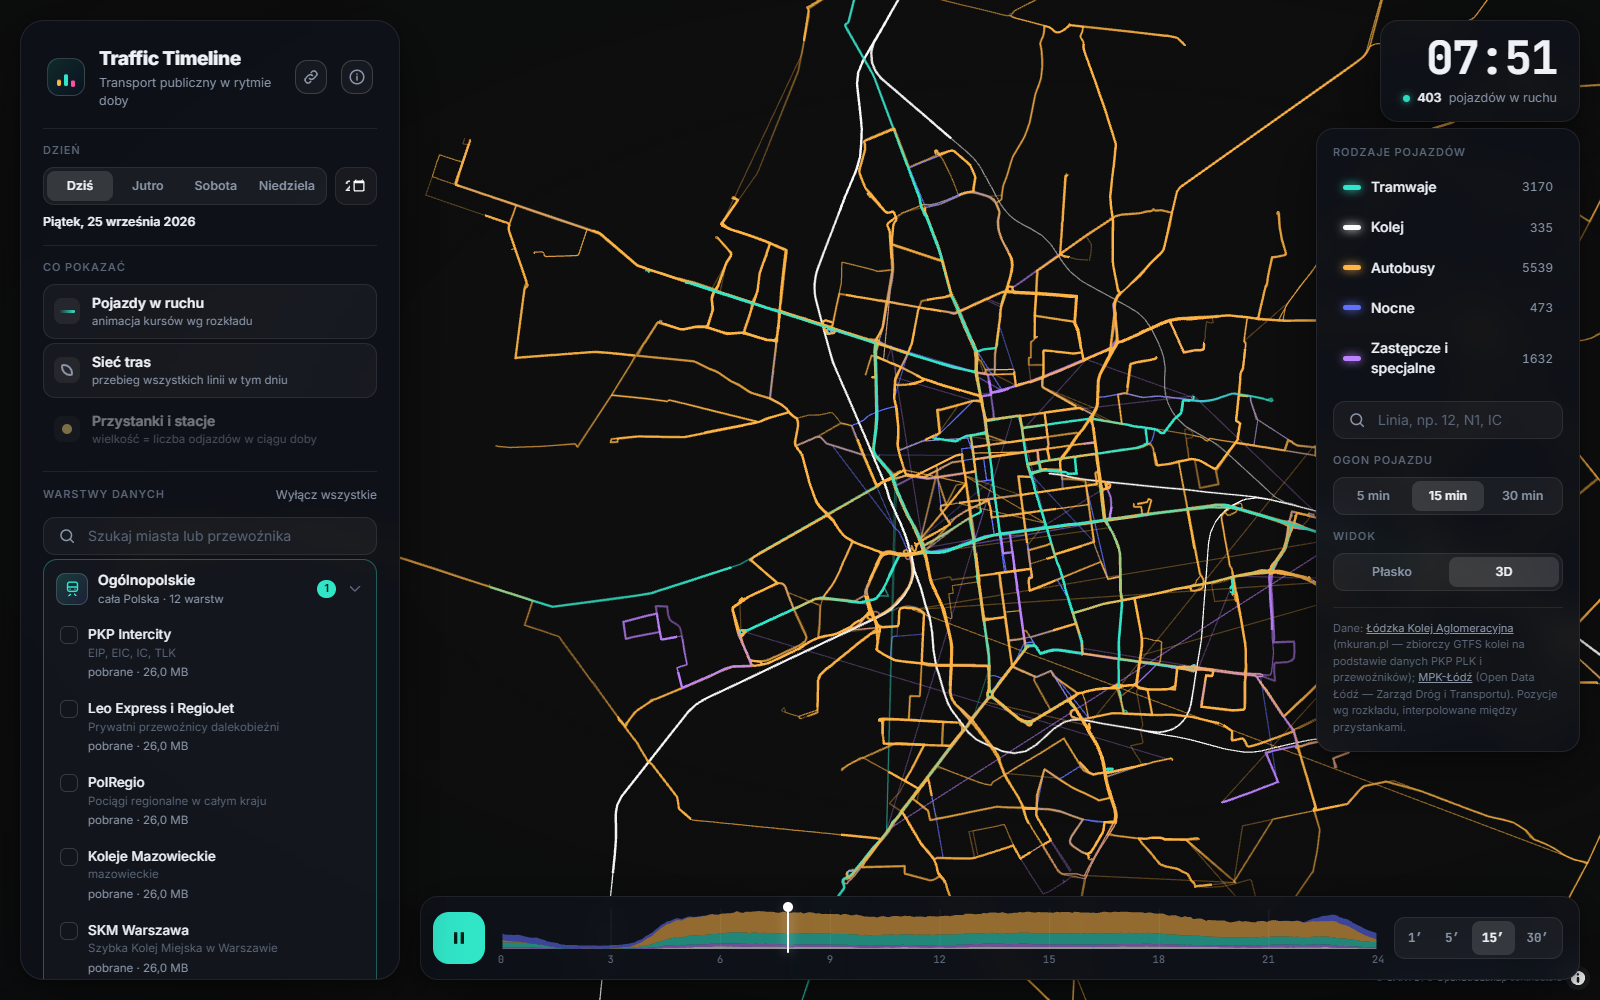 Traffic Timeline
Transport publiczny w rytmie
doby
DZIEŃ
Dziś
Jutro
Sobota
Niedziela
Piątek, 25 września 2026
CO POKAZAĆ
Pojazdy w ruchu
animacja kursów wg rozkładu
Sieć tras
przebieg wszystkich linii w tym dniu
Przystanki i stacje
wielkość = liczba odjazdów w ciągu doby
WARSTWY DANYCH
Wyłącz wszystkie
Szukaj miasta lub przewoźnika
Ogólnopolskie
1
cała Polska · 12 warstw
PKP Intercity
EIP, EIC, IC, TLK
pobrane · 26,0 MB
Leo Express i RegioJet
Prywatni przewoźnicy dalekobieżni
pobrane · 26,0 MB
PolRegio
Pociągi regionalne w całym kraju
pobrane · 26,0 MB
Koleje Mazowieckie
mazowieckie
pobrane · 26,0 MB
SKM Warszawa
Szybka Kolej Miejska w Warszawie
pobrane · 26,0 MB
07:51
403 pojazdów w ruchu
RODZAJE POJAZDÓW
Tramwaje 3170
Kolej 335
Autobusy 5539
Nocne 473
Zastępcze i
specjalne 1632
Linia, np. 12, N1, IC
OGON POJAZDU
5 min 15 min 30 min
WIDOK
Płasko 3D
Dane: Łódzka Kolej Aglomeracyjna
(mkuran.pl — zbiorczy GTFS kolei na
podstawie danych PKP PLK i
przewoźników); MPK-Łódź (Open Data
Łódź — Zarząd Dróg i Transportu). Pozycje
wg rozkładu, interpolowane między
przystankami.
0 3 6 9 12 15 18 21 24
1′ 5′ 15′ 30′